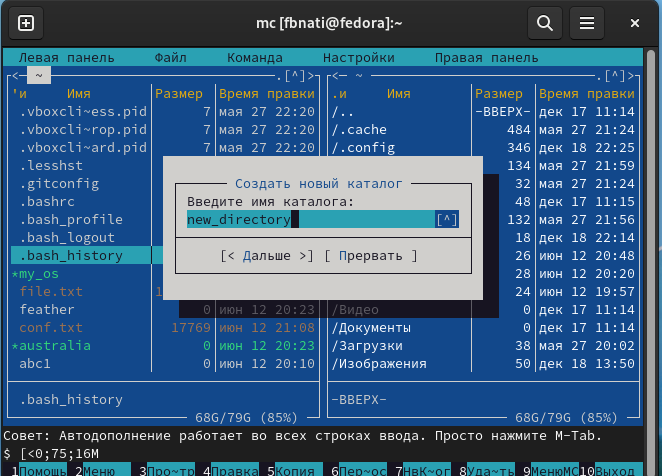 mc [fbnati@fedora]:~
Левая панель Файл Команда Настройки Правая панель
<─ ~ .[^]> <─ ~ .[^]>
'и Имя Размер Время правки .и Имя Размер Время правки
.vboxcli~ess.pid 7 мая 27 22:20 /.. -ВВЕРХ- дек 17 11:14
.vboxcli~rop.pid 7 мая 27 22:20 /.cache 484 мая 27 21:24
.vboxcli~ard.pid 7 мая 27 22:20 /.config 346 дек 18 22:25
.lesshst 134 мая 27 21:59
.gitconfig Создать новый каталог 32 мая 27 21:24
.bashrc Введите имя каталога: 48 дек 17 11:15
.bash_profile new_directory [^] 132 мая 27 21:56
.bash_logout 18 дек 18 22:14
.bash_history [< Дальше >] [ Прервать ] 26 июн 12 20:48
*my_os 28 июн 12 20:20
file.txt 1 24 июн 12 19:57
feather 0 июн 12 20:23 /Видео 0 дек 17 11:14
conf.txt 17769 июн 12 21:08 /Документы 0 дек 17 11:14
*australia 0 июн 12 20:23 /Загрузки 38 мая 27 20:02
abc1 0 июн 12 20:10 /Изображения 50 дек 18 13:50
.bash_history -ВВЕРХ-
68G/79G (85%) 68G/79G (85%)
Совет: Автодополнение работает во всех строках ввода. Просто нажмите M-Tab.
$ [<0;75;16M
1Помощь 2Меню 3Про~тр 4Правка 5Копия 6Пер~ос 7НвК~ог 8Уда~ть 9МенюMC 10Выход